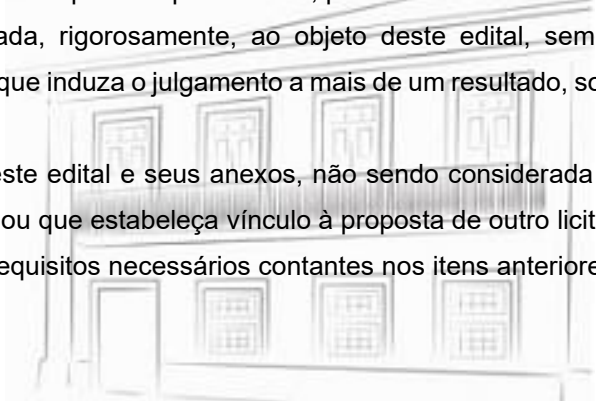 ada, rigorosamente, ao objeto deste edital, sem
que induza o julgamento a mais de um resultado, so
este edital e seus anexos, não sendo considerada
ou que estabeleça vínculo à proposta de outro licit
equisitos necessários contantes nos itens anteriore